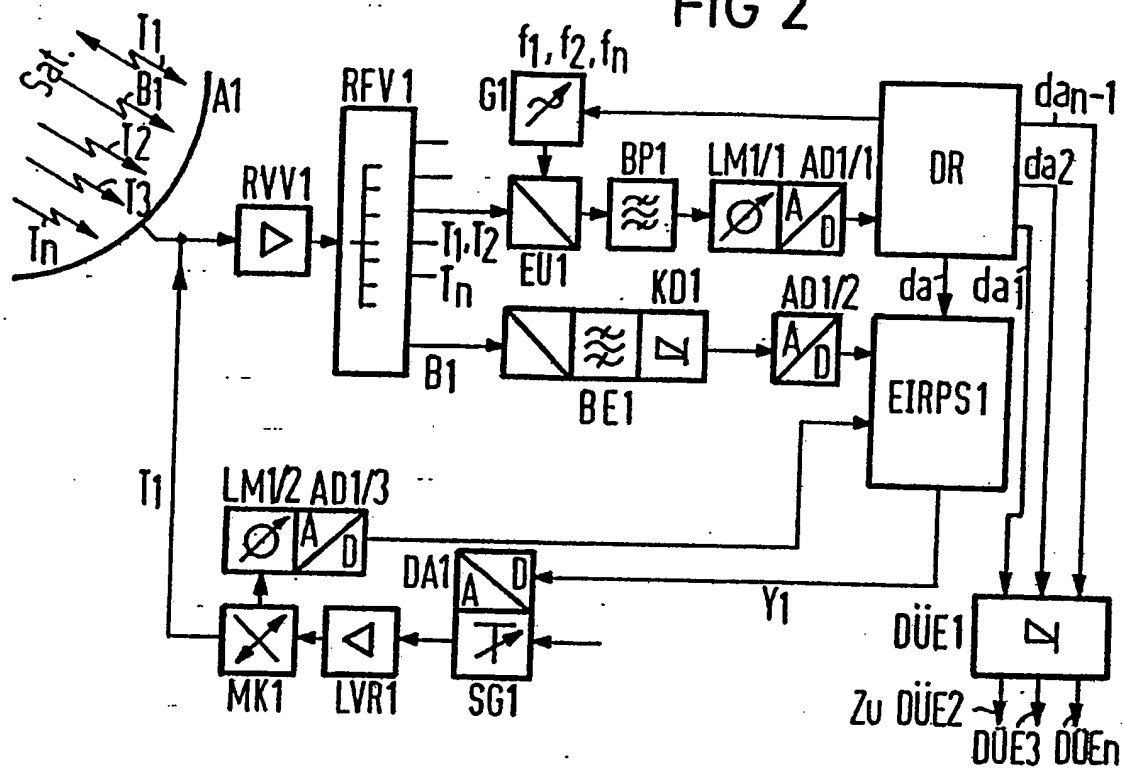 FIG 2
T1
Sat.
B1
T2
T3
Tn
A1
RVV1
RFV1
f1, f2, fn
G1
EU1
T1, T2
Tn
B1
BP1
LM1/1 AD1/1
A
D
DR
dan-1
da2
da
da1
KD1
BE1
AD1/2
A
D
EIRPS1
T1
LM1/2 AD1/3
A
D
DA1
D
A
Y1
MK1
LVR1
SG1
DÜE1
Zu DÜE2
DÜE3 DÜEn